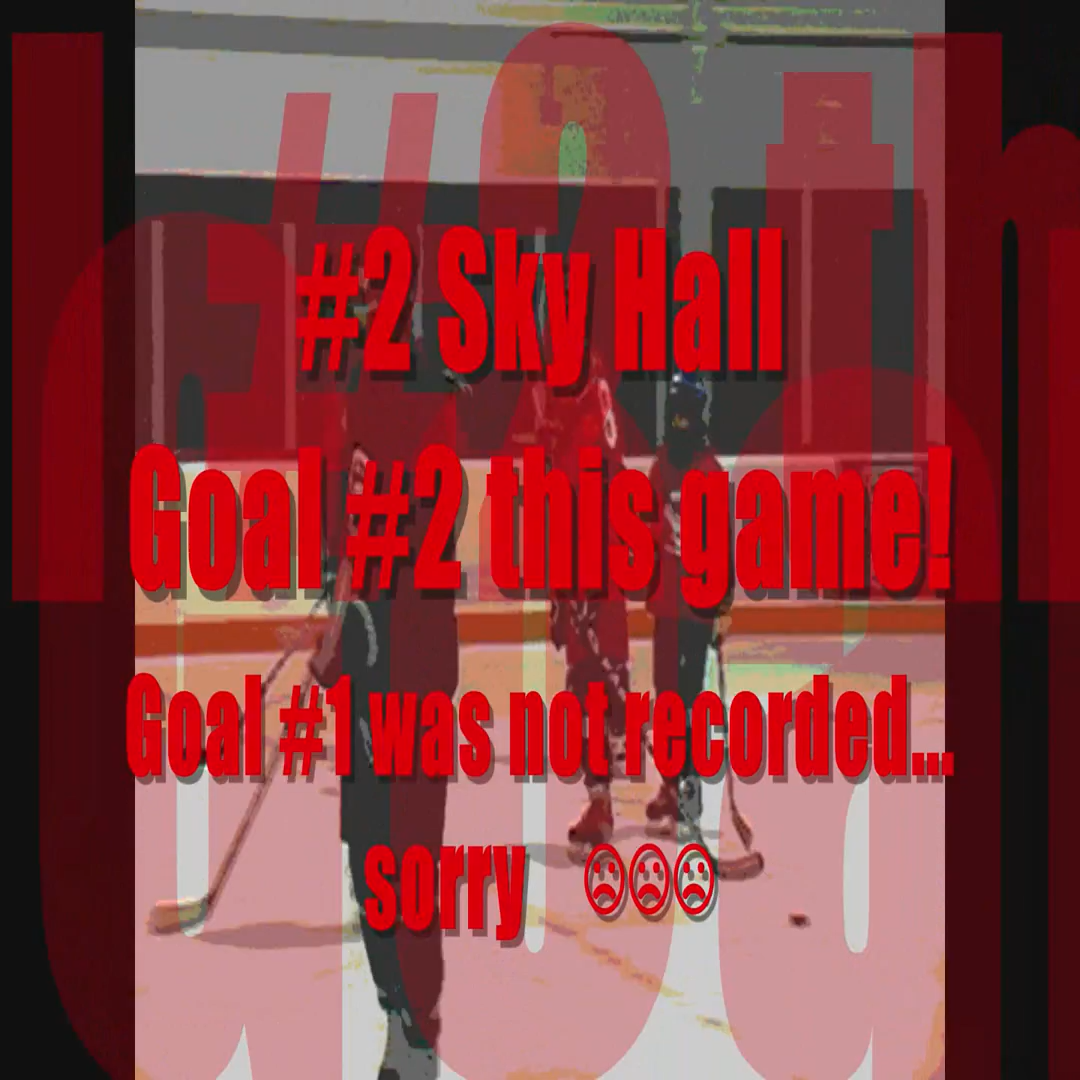 #2 Sky Hall
Goal #2 this game!
Goal #1 was not recorded...
sorry ☹☹☹